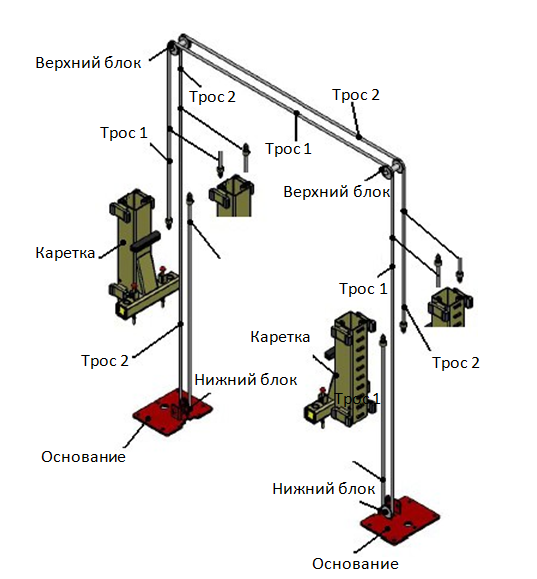 Верхний блок
Трос 2
Трос 2
Трос 1
Трос 1
Верхний блок
Каретка
Трос 1
Каретка
Трос 2
Трос 2
Нижний блок
Трос 1
Основание
Нижний блок
Основание